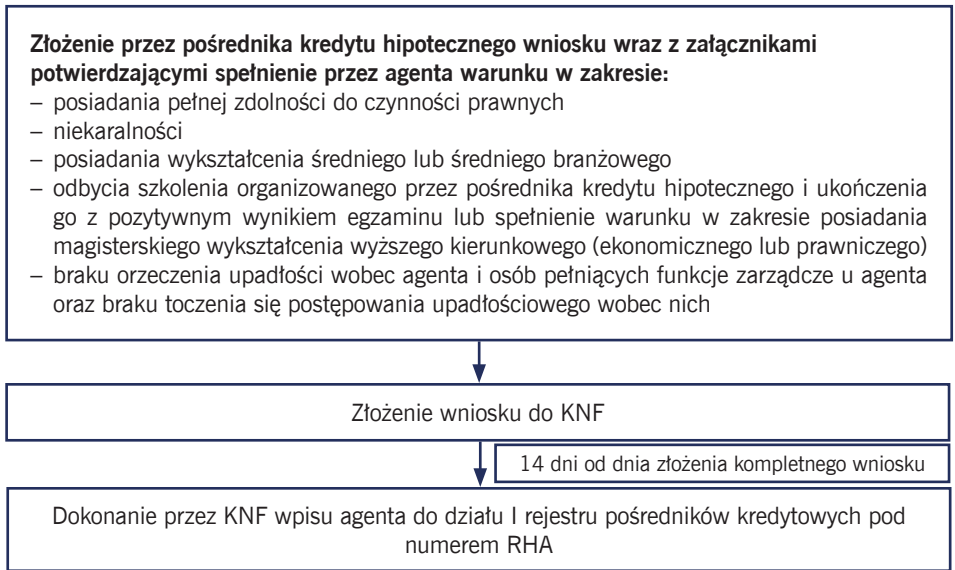 Złożenie przez pośrednika kredytu hipotecznego wniosku wraz z załącznikami
potwierdzającymi spełnienie przez agenta warunku w zakresie:
– posiadania pełnej zdolności do czynności prawnych
– niekaralności
– posiadania wykształcenia średniego lub średniego branżowego
– odbycia szkolenia organizowanego przez pośrednika kredytu hipotecznego i ukończenia
go z pozytywnym wynikiem egzaminu lub spełnienie warunku w zakresie posiadania
magisterskiego wykształcenia wyższego kierunkowego (ekonomicznego lub prawniczego)
– braku orzeczenia upadłości wobec agenta i osób pełniących funkcje zarządcze u agenta
oraz braku toczenia się postępowania upadłościowego wobec nich
Złożenie wniosku do KNF
14 dni od dnia złożenia kompletnego wniosku
Dokonanie przez KNF wpisu agenta do działu I rejestru pośredników kredytowych pod
numerem RHA